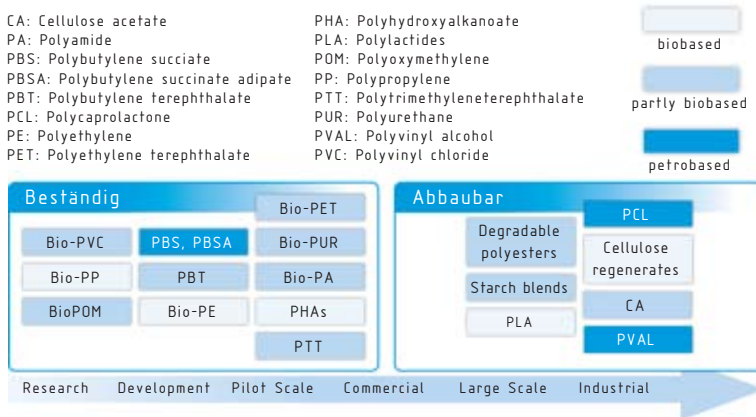 CA: Cellulose acetate
PA: Polyamide
PBS: Polybutylene succiate
PBSA: Polybutylene succinate adipate
PBT: Polybutylene terephthalate
PCL: Polycaprolactone
PE: Polyethylene
PET: Polyethylene terephthalate
PHA: Polyhydroxyalkanoate
PLA: Polylactides
POM: Polyoxymethylene
PP: Polypropylene
PTT: Polytrimethyleneterephthalate
PUR: Polyurethane
PVAL: Polyvinyl alcohol
PVC: Polyvinyl chloride
biobased
partly biobased
petrobased
Beständig
Bio-PVC
Bio-PP
BioPOM
PBS, PBSA
PBT
Bio-PE
Bio-PET
Bio-PUR
Bio-PA
PHAs
PTT
Abbaubar
Degradable
polyesters
Starch blends
PLA
PCL
Cellulose
regenerates
CA
PVAL
Research Development Pilot Scale Commercial Large Scale Industrial